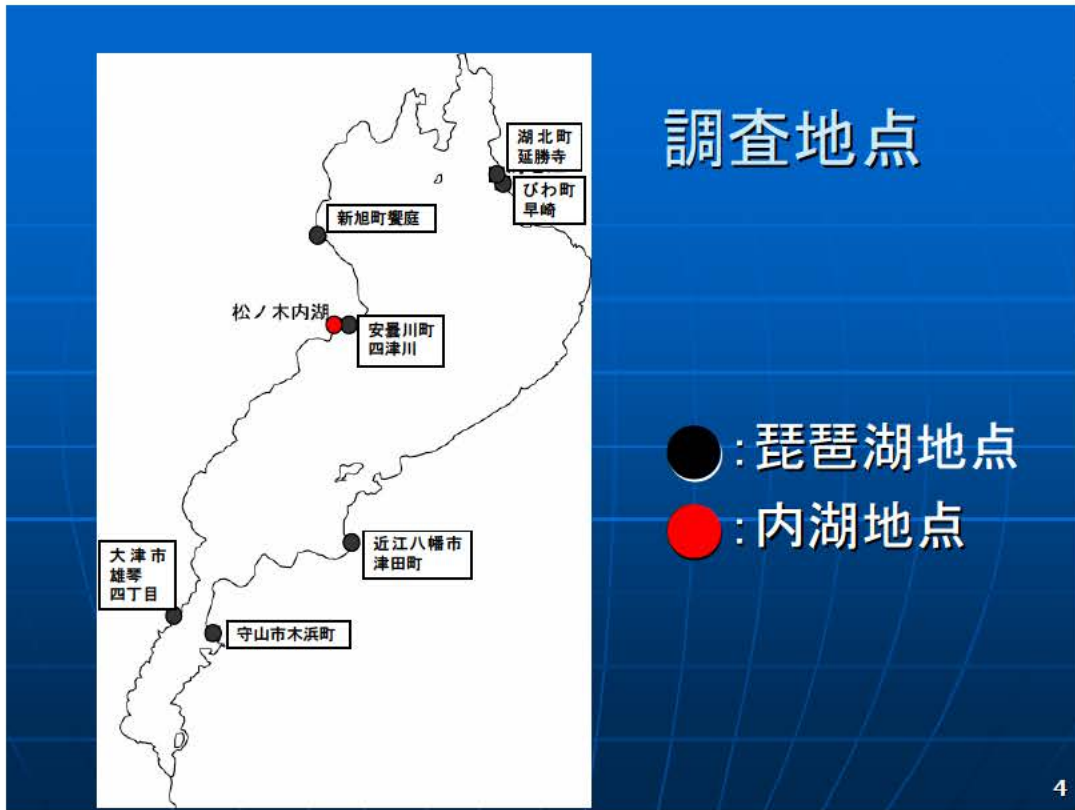 調査地点
湖北町
延勝寺
びわ町
早崎
新旭町饗庭
松ノ木内湖
安曇川町
四津川
近江八幡市
津田町
大津市
雄琴
四丁目
守山市木浜町
:琵琶湖地点
:内湖地点
4